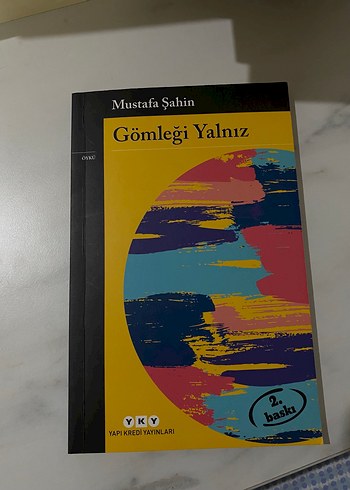 Mustafa Şahin
Gömleği Yalnız
ÖYKÜ
2.
baskı
YKY
YAPI KREDİ YAYINLARI